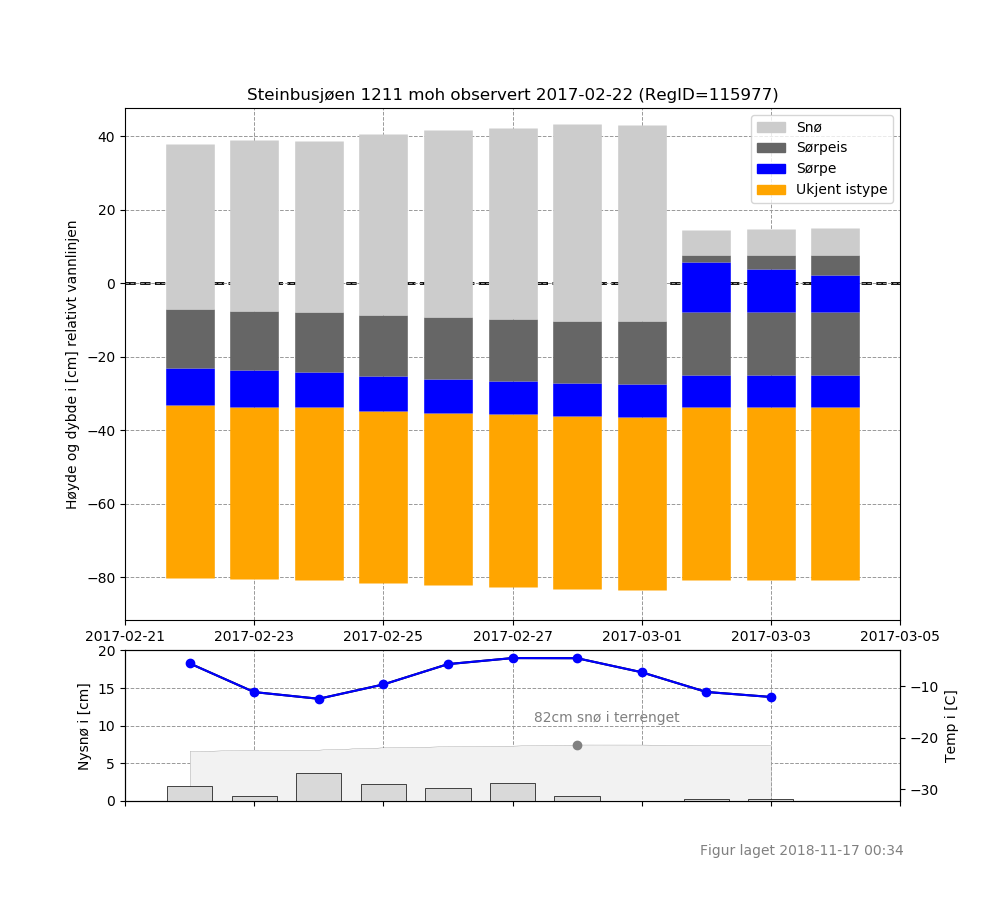 Steinbusjøen 1211 moh observert 2017-02-22 (RegID=115977)
Snø
Sørpeis
Sørpe
Ukjent istype
Høyde og dybde i [cm] relativt vannlinjen
40
20
0
−20
−40
−60
−80
2017-02-21 2017-02-23 2017-02-25 2017-02-27 2017-03-01 2017-03-03 2017-03-05
Nysnø i [cm]
20
15
10
5
0
82cm snø i terrenget
−10
−20
−30
Temp i [C]
Figur laget 2018-11-17 00:34